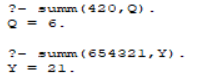 ?- summ(420,Q).
Q = 6.
?- summ(654321,Y).
Y = 21.